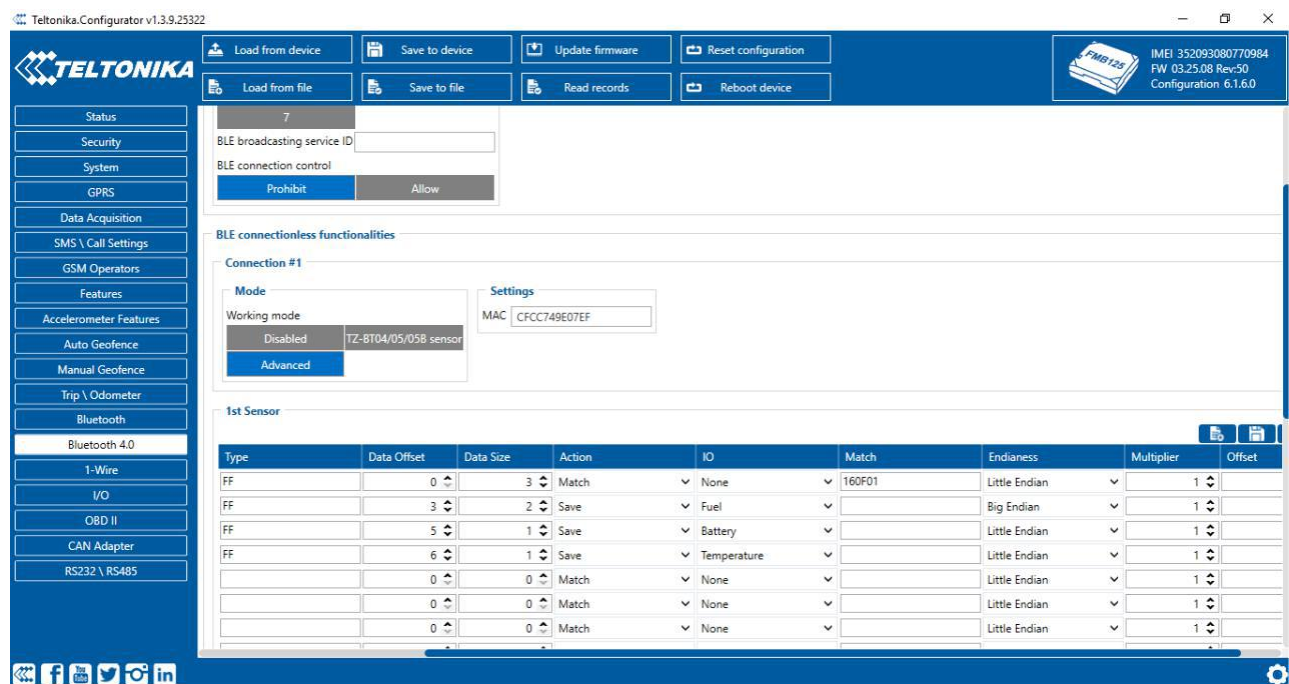 Teltonika.Configurator v1.3.9.25322
TELTONIKA
Load from device Save to device Update firmware Reset configuration
Load from file Save to file Read records Reboot device
FMB125
IMEI 352093080770984
FW 03.25.08 Rev:50
Configuration 6.1.6.0
Status
Security
System
GPRS
Data Acquisition
SMS \ Call Settings
GSM Operators
Features
Accelerometer Features
Auto Geofence
Manual Geofence
Trip \ Odometer
Bluetooth
Bluetooth 4.0
1-Wire
I/O
OBD II
CAN Adapter
RS232 \ RS485
7
BLE broadcasting service ID
BLE connection control
Prohibit Allow
BLE connectionless functionalities
Connection #1
Mode
Working mode
Disabled TZ-BT04/05/05B sensor
Advanced
Settings
MAC CFCC749E07EF
1st Sensor
Type Data Offset Data Size Action IO Match Endianess Multiplier Offset
FF 0 3 Match None 160F01 Little Endian 1
FF 3 2 Save Fuel Big Endian 1
FF 5 1 Save Battery Little Endian 1
FF 6 1 Save Temperature Little Endian 1
0 0 Match None Little Endian 1
0 0 Match None Little Endian 1
0 0 Match None Little Endian 1
f You Tube in